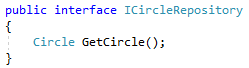 public interface ICircleRepository
{
    Circle GetCircle();
}